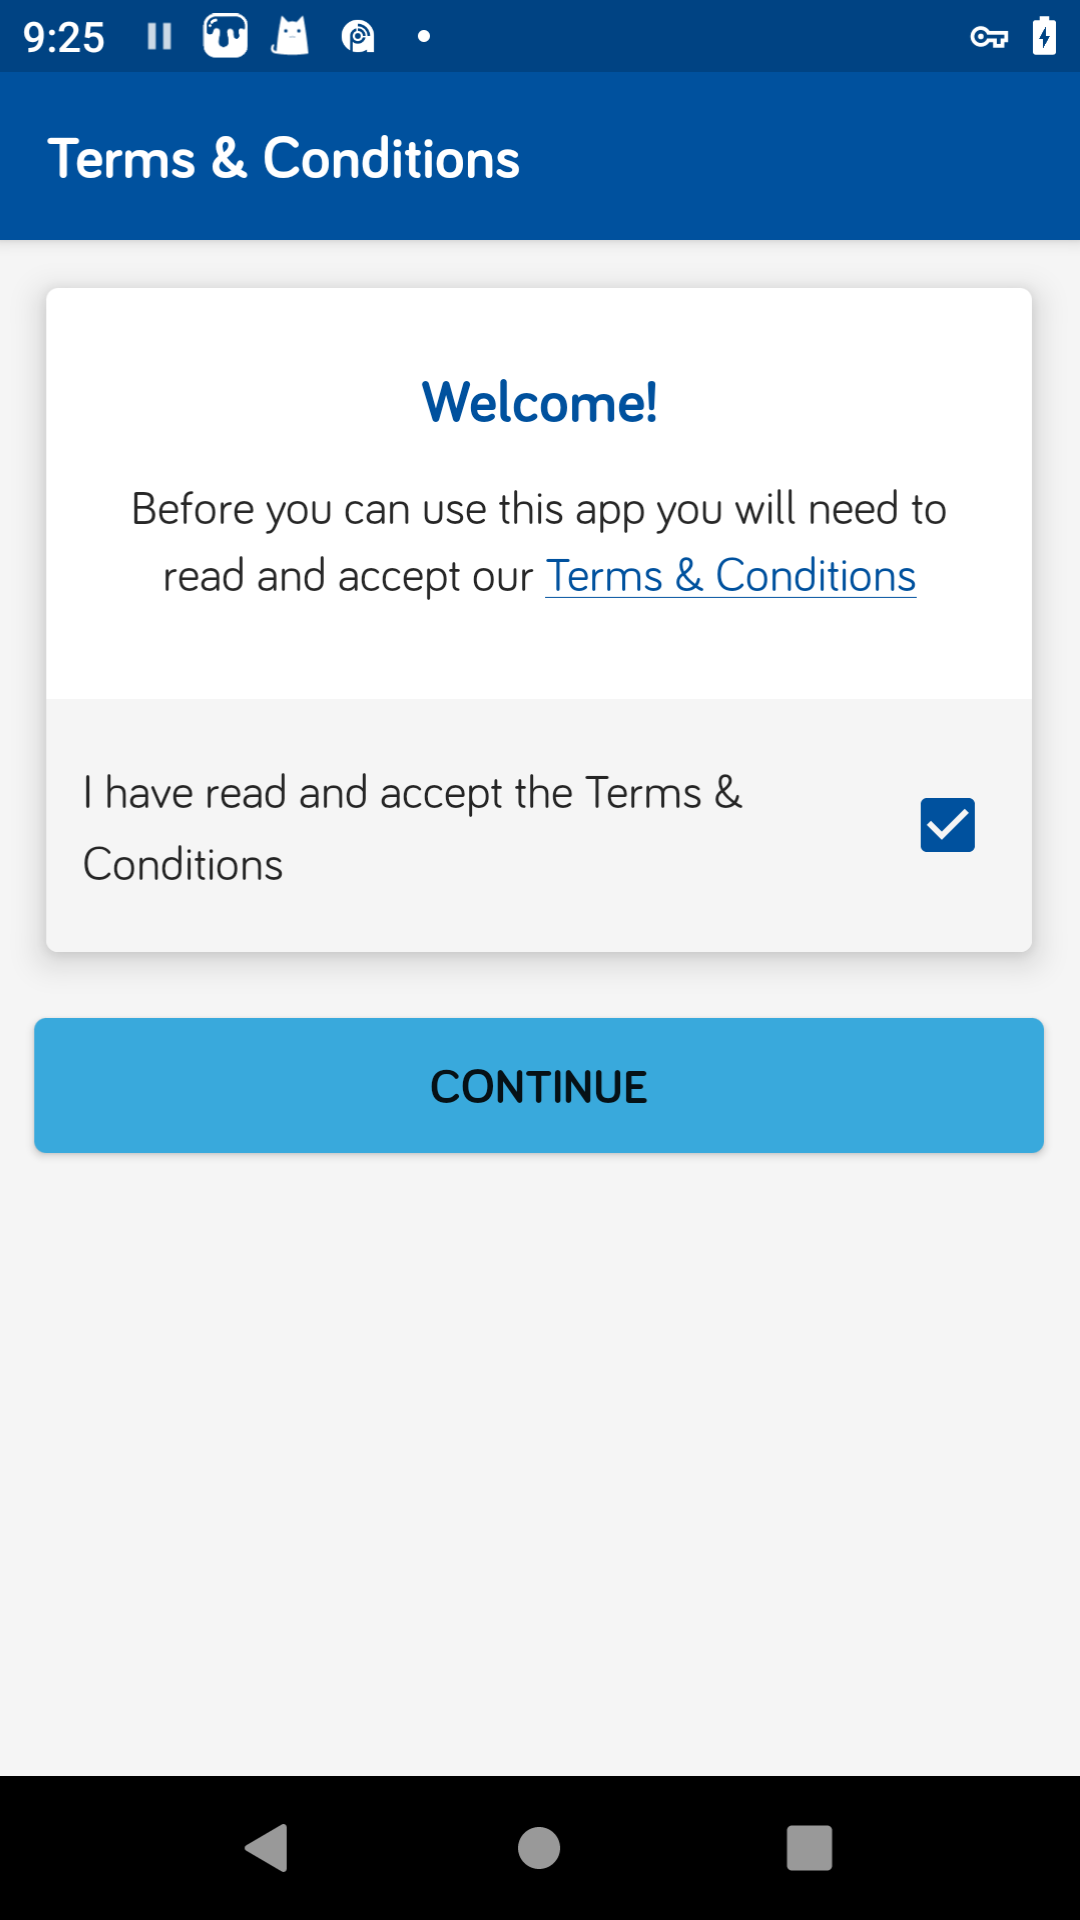 9:25
Terms & Conditions
Welcome!
Before you can use this app you will need to
read and accept our Terms & Conditions
I have read and accept the Terms &
Conditions
CONTINUE